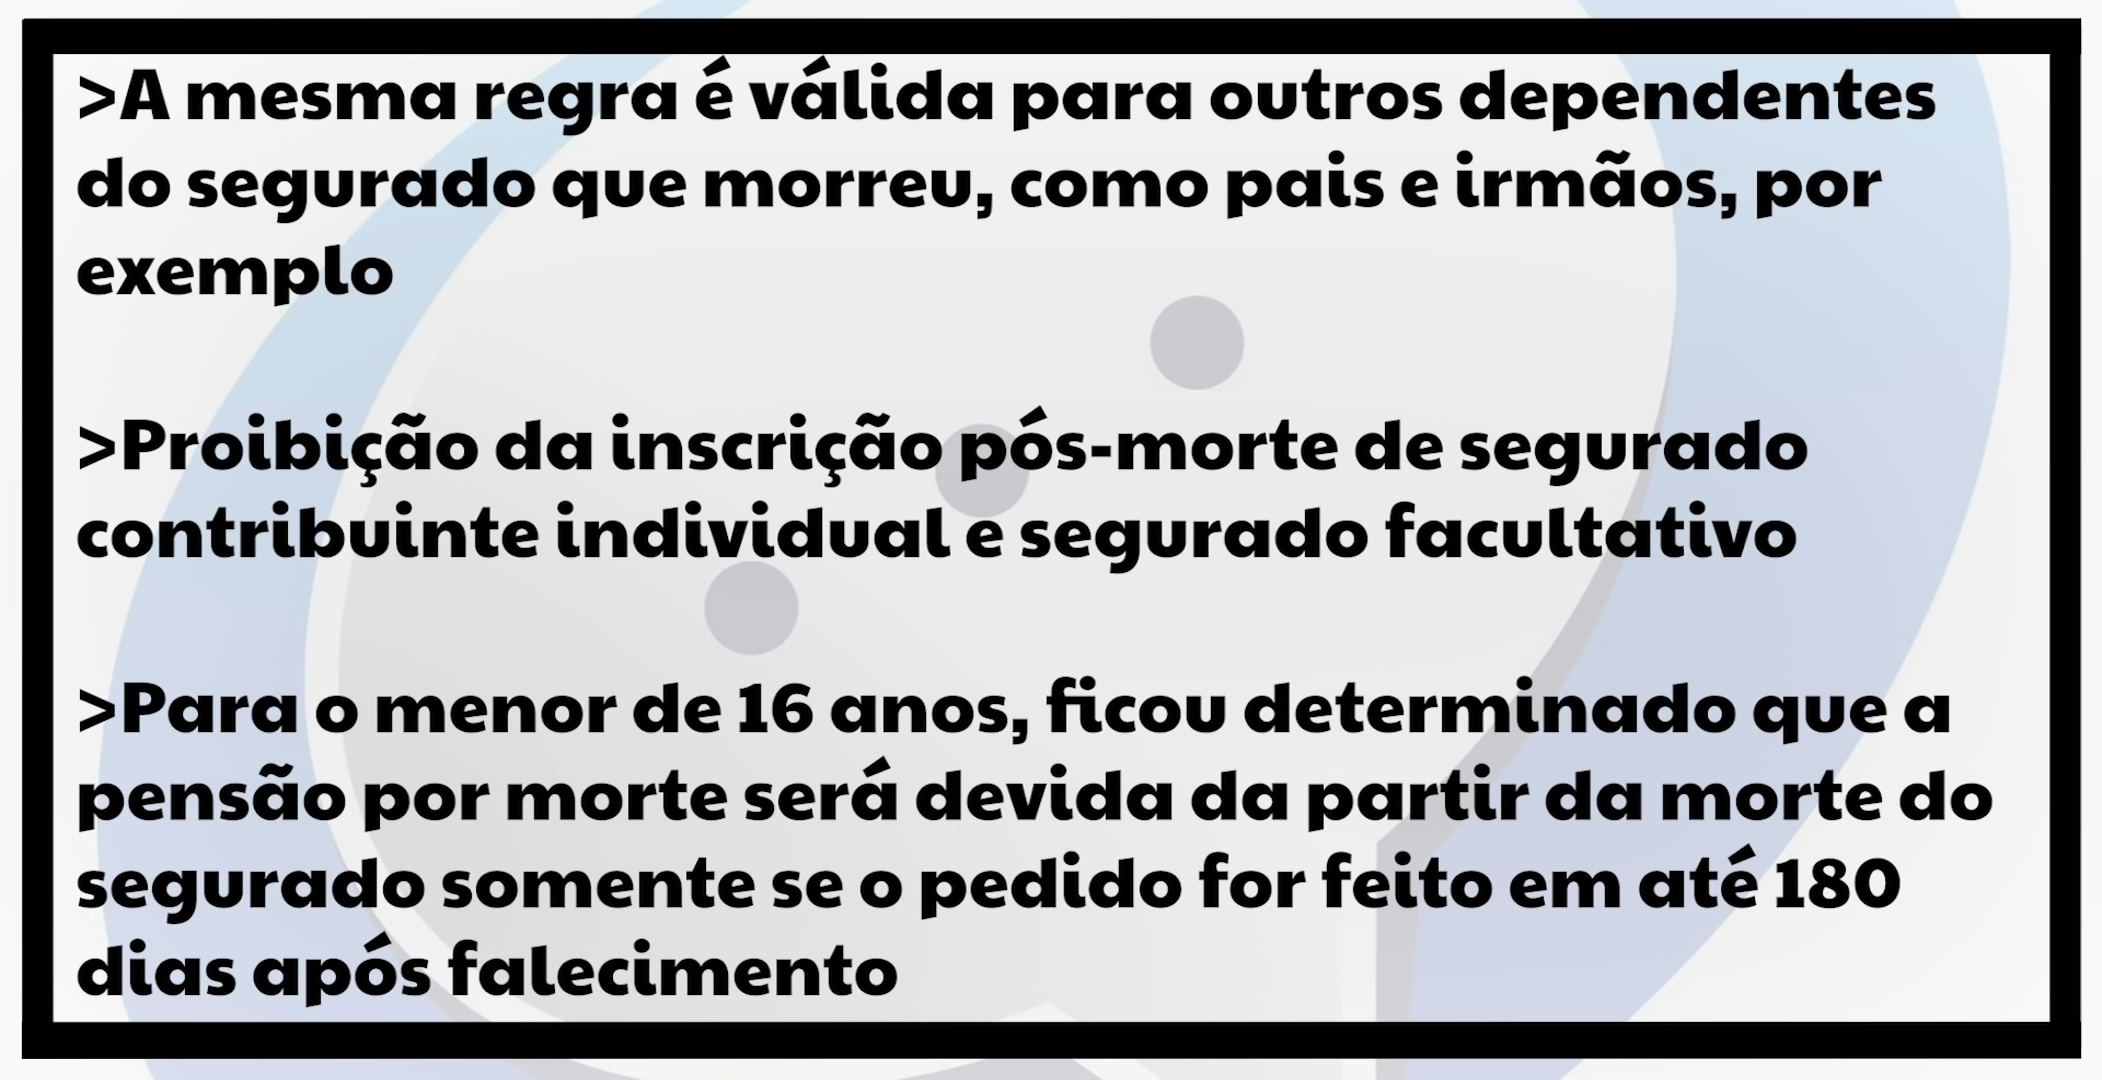 >A mesma regra é válida para outros dependentes
do segurado que morreu, como pais e irmãos, por
exemplo
>Proibição da inscrição pós-morte de segurado
contribuinte individual e segurado facultativo
>Para o menor de 16 anos, ficou determinado que a
pensão por morte será devida da partir da morte do
segurado somente se o pedido for feito em até 180
dias após falecimento